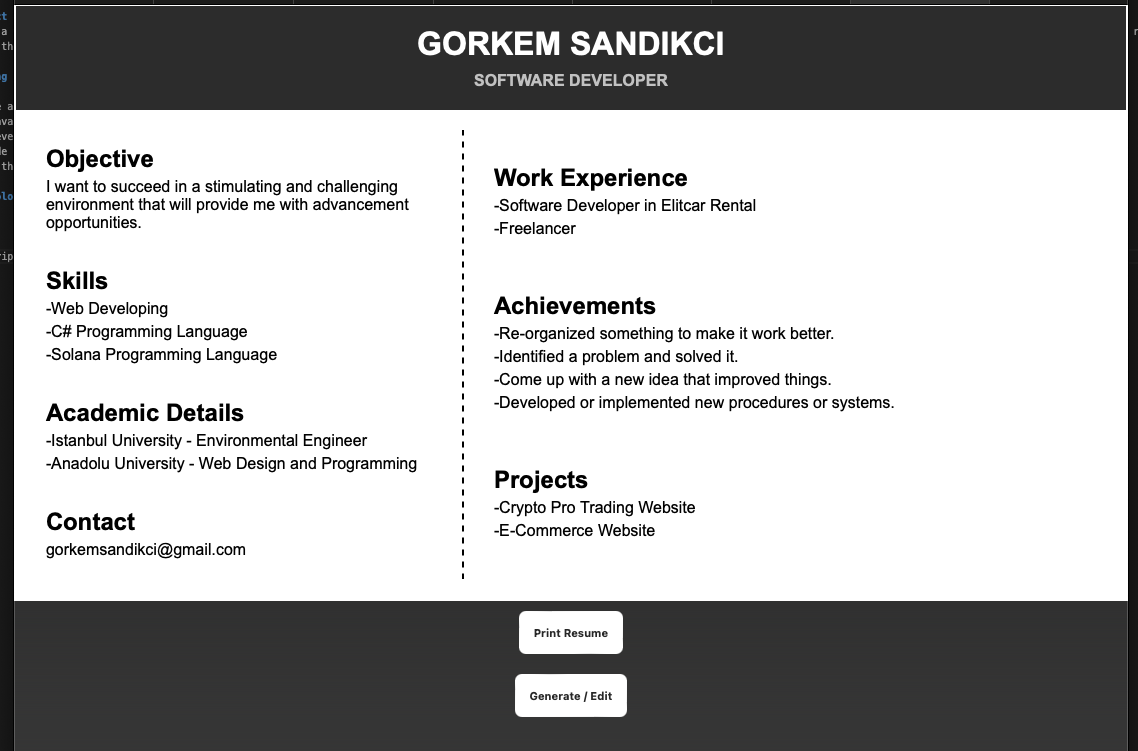 GORKEM SANDIKCI
SOFTWARE DEVELOPER
Objective
I want to succeed in a stimulating and challenging
environment that will provide me with advancement
opportunities.
Skills
-Web Developing
-C# Programming Language
-Solana Programming Language
Academic Details
-Istanbul University - Environmental Engineer
-Anadolu University - Web Design and Programming
Contact
gorkemsandikci@gmail.com
Work Experience
-Software Developer in Elitcar Rental
-Freelancer
Achievements
-Re-organized something to make it work better.
-Identified a problem and solved it.
-Come up with a new idea that improved things.
-Developed or implemented new procedures or systems.
Projects
-Crypto Pro Trading Website
-E-Commerce Website
Print Resume
Generate / Edit